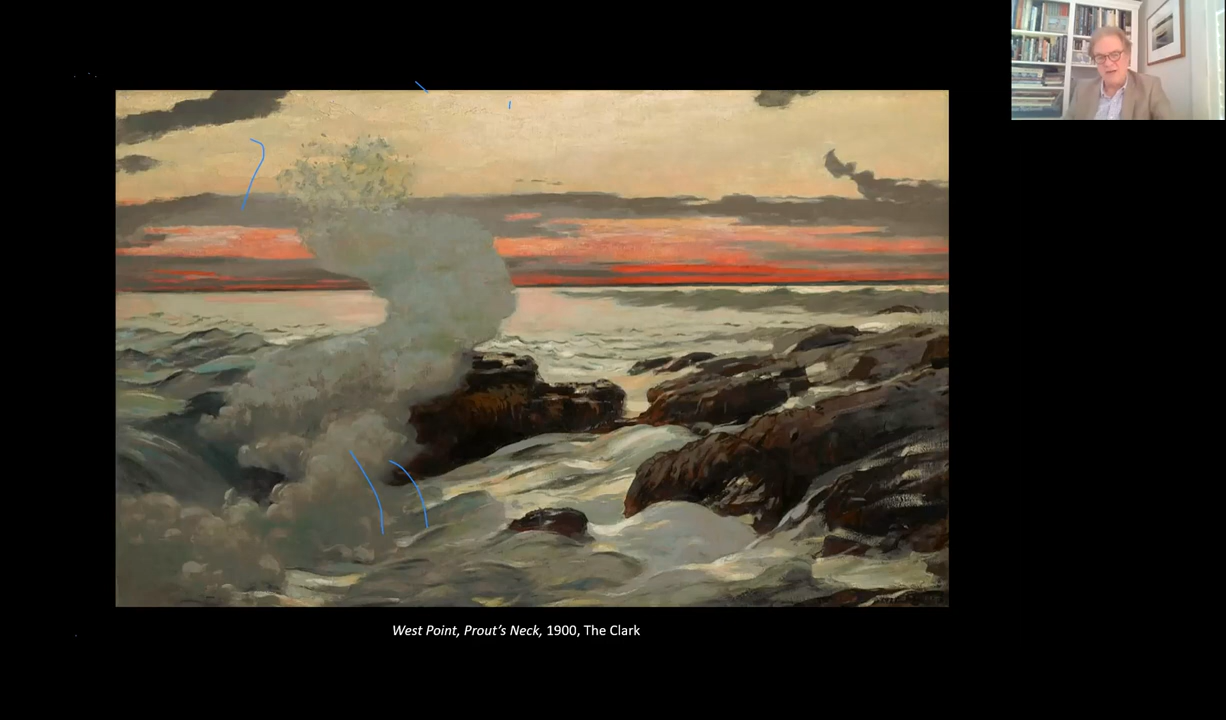 West Point, Prout's Neck, 1900, The Clark